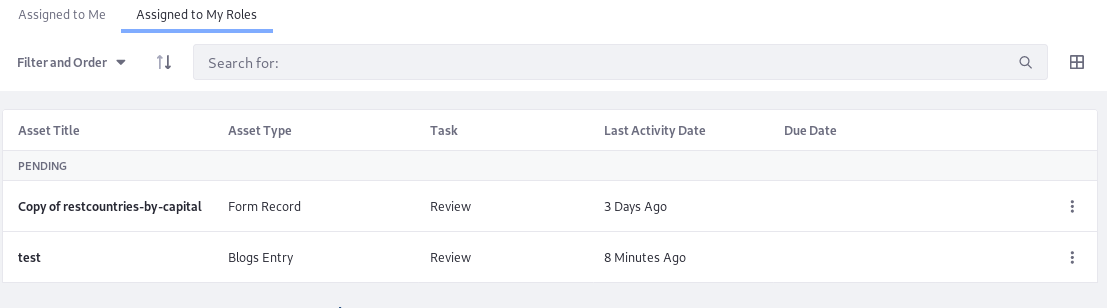 Assigned to Me Assigned to My Roles
Filter and Order Search for:
Asset Title Asset Type Task Last Activity Date Due Date
PENDING
Copy of restcountries-by-capital Form Record Review 3 Days Ago
test Blogs Entry Review 8 Minutes Ago